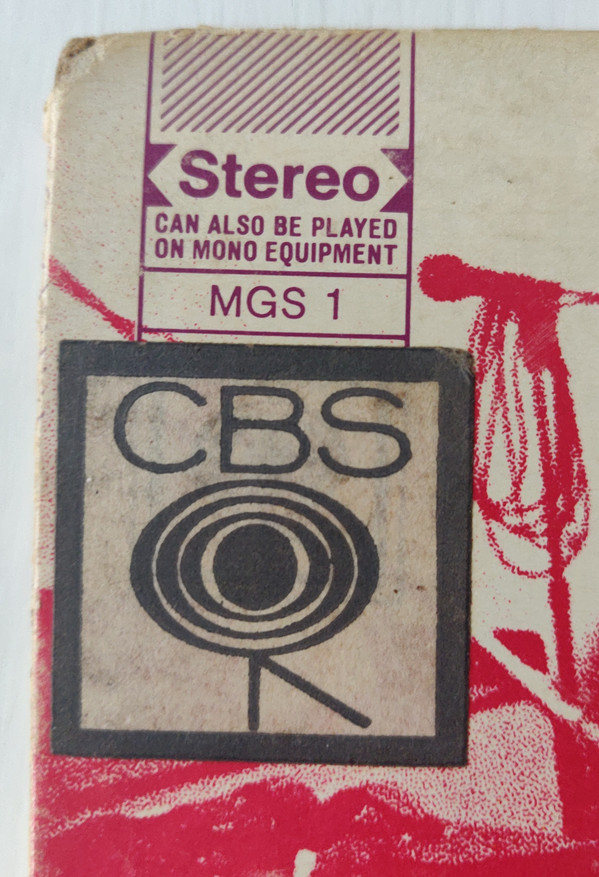 Stereo
CAN ALSO BE PLAYED
ON MONO EQUIPMENT
MGS 1
CBS